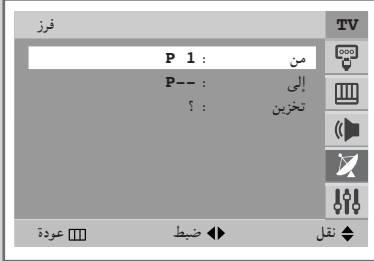 TV فرز
من : P 1
إلى : P--
تخزين : ؟
نقل ضبط عودة